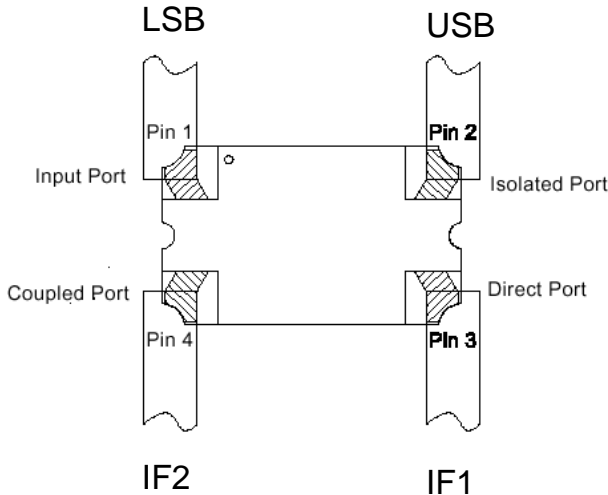 LSB
USB
Pin 1
Pin 2
Input Port
Isolated Port
Coupled Port
Direct Port
Pin 4
Pin 3
IF2
IF1